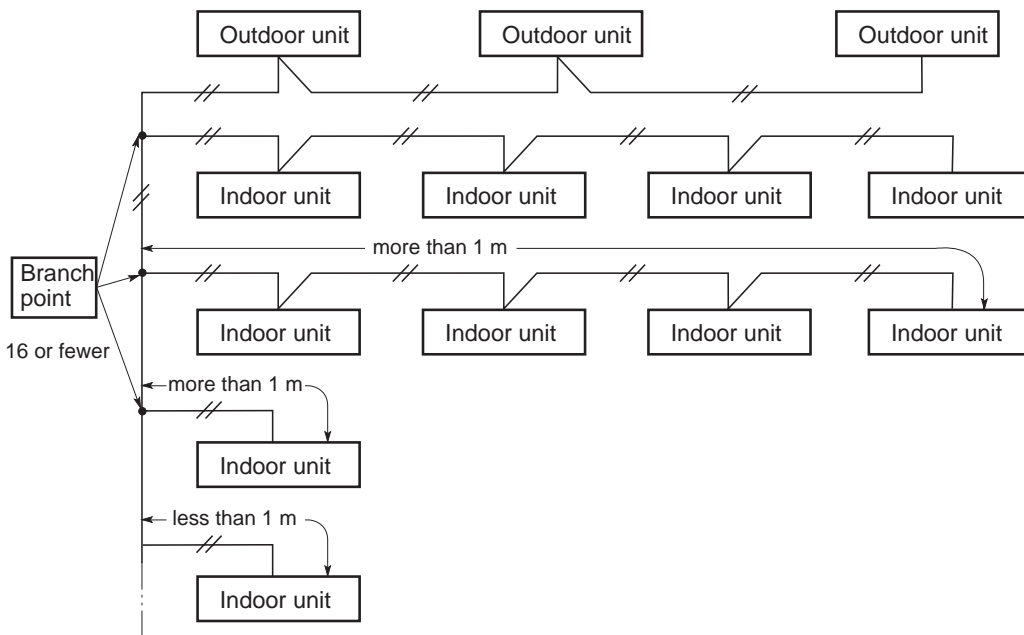 Outdoor unit
Outdoor unit
Outdoor unit
Indoor unit
Indoor unit
Indoor unit
Indoor unit
more than 1 m
Branch
point
16 or fewer
Indoor unit
Indoor unit
Indoor unit
Indoor unit
more than 1 m
Indoor unit
less than 1 m
Indoor unit